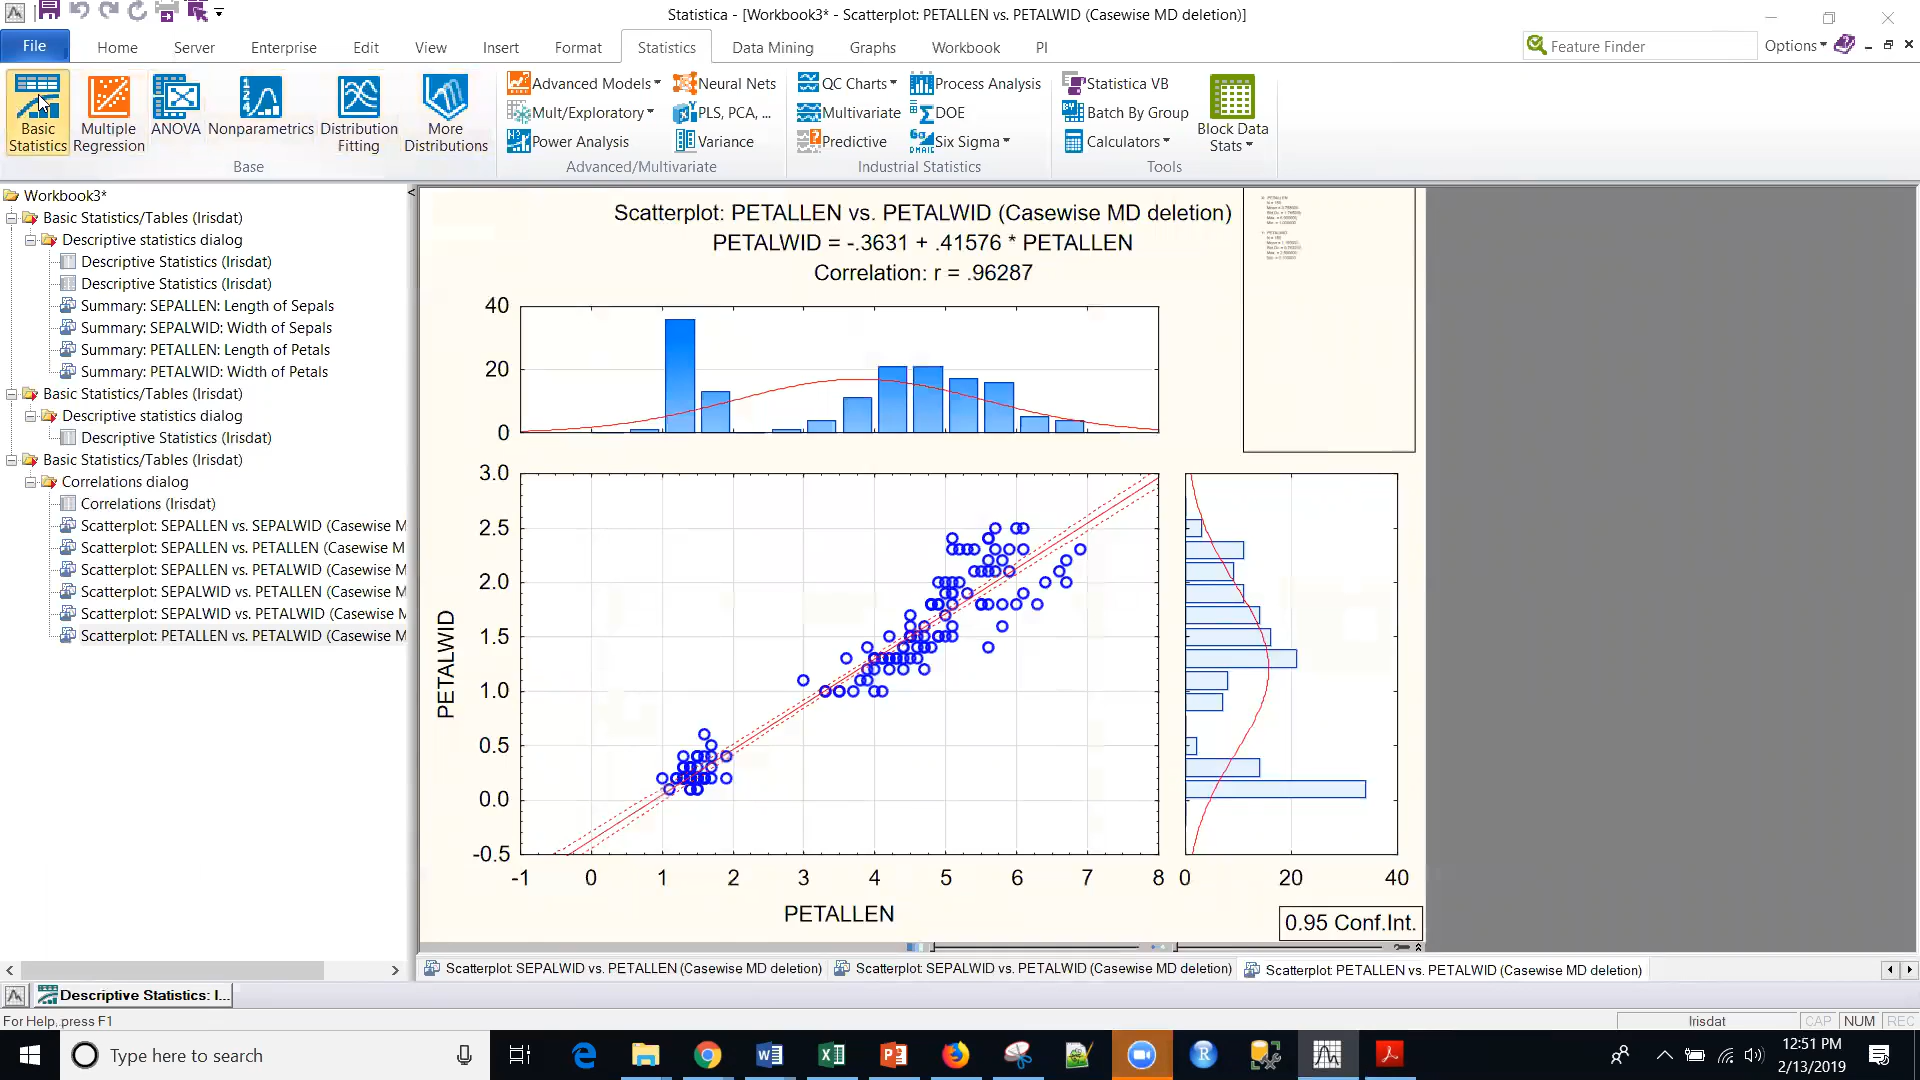 Statistica - [Workbook3* - Scatterplot: PETALLEN vs. PETALWID (Casewise MD deletion)]
File Home Server Enterprise Edit View Insert Format Statistics Data Mining Graphs Workbook PI Feature Finder Options
Basic Statistics
Multiple Regression
ANOVA
Nonparametrics
Distribution Fitting
More Distributions
Base
Advanced Models
Mult/Exploratory
Power Analysis
Neural Nets
PLS, PCA, ...
Variance
Advanced/Multivariate
QC Charts
Multivariate
Predictive
Process Analysis
DOE
Six Sigma
Industrial Statistics
Statistica VB
Batch By Group
Calculators
Block Data Stats
Tools
Workbook3*
Basic Statistics/Tables (Irisdat)
Descriptive statistics dialog
Descriptive Statistics (Irisdat)
Descriptive Statistics (Irisdat)
Summary: SEPALLEN: Length of Sepals
Summary: SEPALWID: Width of Sepals
Summary: PETALLEN: Length of Petals
Summary: PETALWID: Width of Petals
Basic Statistics/Tables (Irisdat)
Descriptive statistics dialog
Descriptive Statistics (Irisdat)
Basic Statistics/Tables (Irisdat)
Correlations dialog
Correlations (Irisdat)
Scatterplot: SEPALLEN vs. SEPALWID (Casewise M
Scatterplot: SEPALLEN vs. PETALLEN (Casewise M
Scatterplot: SEPALLEN vs. PETALWID (Casewise M
Scatterplot: SEPALWID vs. PETALLEN (Casewise M
Scatterplot: SEPALWID vs. PETALWID (Casewise M
Scatterplot: PETALLEN vs. PETALWID (Casewise M
Scatterplot: PETALLEN vs. PETALWID (Casewise MD deletion)
PETALWID = -.3631 + .41576 * PETALLEN
Correlation: r = .96287
40
20
0
3.0
2.5
2.0
1.5
1.0
0.5
0.0
-0.5
PETALWID
-1 0 1 2 3 4 5 6 7 8 0 20 40
PETALLEN
0.95 Conf.Int.
Scatterplot: SEPALWID vs. PETALLEN (Casewise MD deletion) Scatterplot: SEPALWID vs. PETALWID (Casewise MD deletion) Scatterplot: PETALLEN vs. PETALWID (Casewise MD deletion)
Descriptive Statistics: I...
For Help, press F1 Irisdat CAP NUM REC
Type here to search
12:51 PM
2/13/2019